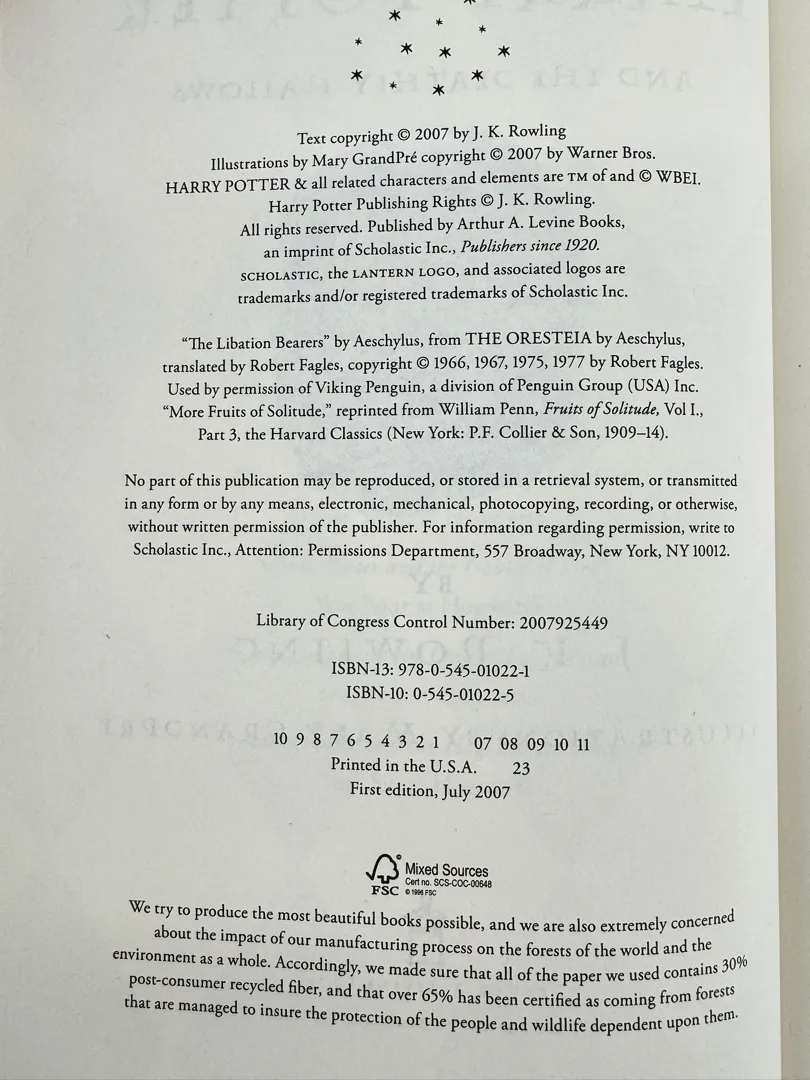 Text copyright © 2007 by J. K. Rowling
Illustrations by Mary GrandPré copyright © 2007 by Warner Bros.
HARRY POTTER & all related characters and elements are TM of and © WBEI.
Harry Potter Publishing Rights © J. K. Rowling.
All rights reserved. Published by Arthur A. Levine Books,
an imprint of Scholastic Inc., Publishers since 1920.
SCHOLASTIC, the LANTERN LOGO, and associated logos are
trademarks and/or registered trademarks of Scholastic Inc.
“The Libation Bearers” by Aeschylus, from THE ORESTEIA by Aeschylus,
translated by Robert Fagles, copyright © 1966, 1967, 1975, 1977 by Robert Fagles.
Used by permission of Viking Penguin, a division of Penguin Group (USA) Inc.
“More Fruits of Solitude,” reprinted from William Penn, Fruits of Solitude, Vol I.,
Part 3, the Harvard Classics (New York: P.F. Collier & Son, 1909–14).
No part of this publication may be reproduced, or stored in a retrieval system, or transmitted
in any form or by any means, electronic, mechanical, photocopying, recording, or otherwise,
without written permission of the publisher. For information regarding permission, write to
Scholastic Inc., Attention: Permissions Department, 557 Broadway, New York, NY 10012.
Library of Congress Control Number: 2007925449
ISBN-13: 978-0-545-01022-1
ISBN-10: 0-545-01022-5
10 9 8 7 6 5 4 3 2 1 07 08 09 10 11
Printed in the U.S.A. 23
First edition, July 2007
Mixed Sources
Cert no. SCS-COC-00648
© 1996 FSC
FSC
We try to produce the most beautiful books possible, and we are also extremely concerned
about the impact of our manufacturing process on the forests of the world and the
environment as a whole. Accordingly, we made sure that all of the paper we used contains 30%
post-consumer recycled fiber, and that over 65% has been certified as coming from forests
that are managed to insure the protection of the people and wildlife dependent upon them.